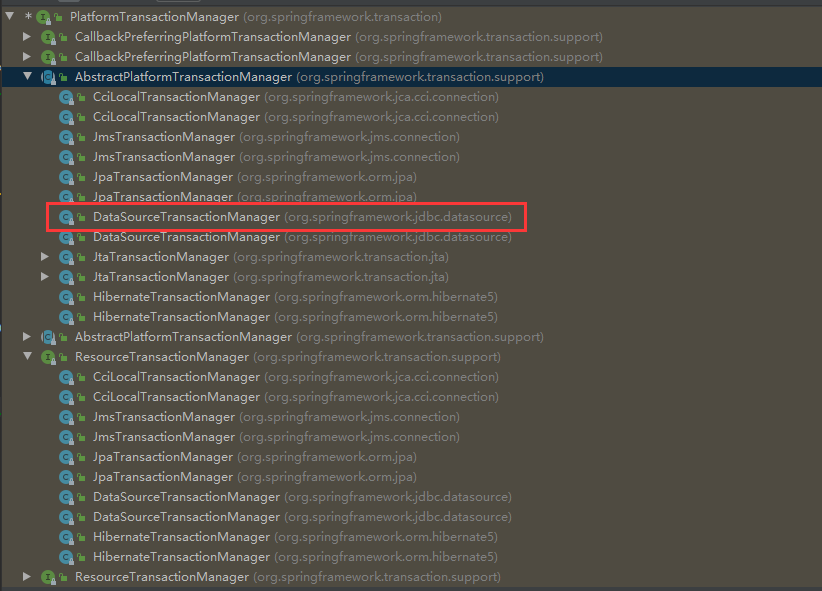 PlatformTransactionManager (org.springframework.transaction)
CallbackPreferringPlatformTransactionManager (org.springframework.transaction.support)
CallbackPreferringPlatformTransactionManager (org.springframework.transaction.support)
AbstractPlatformTransactionManager (org.springframework.transaction.support)
CciLocalTransactionManager (org.springframework.jca.cci.connection)
CciLocalTransactionManager (org.springframework.jca.cci.connection)
JmsTransactionManager (org.springframework.jms.connection)
JmsTransactionManager (org.springframework.jms.connection)
JpaTransactionManager (org.springframework.orm.jpa)
JpaTransactionManager (org.springframework.orm.jpa)
DataSourceTransactionManager (org.springframework.jdbc.datasource)
DataSourceTransactionManager (org.springframework.jdbc.datasource)
JtaTransactionManager (org.springframework.transaction.jta)
JtaTransactionManager (org.springframework.transaction.jta)
HibernateTransactionManager (org.springframework.orm.hibernate5)
HibernateTransactionManager (org.springframework.orm.hibernate5)
AbstractPlatformTransactionManager (org.springframework.transaction.support)
ResourceTransactionManager (org.springframework.transaction.support)
CciLocalTransactionManager (org.springframework.jca.cci.connection)
CciLocalTransactionManager (org.springframework.jca.cci.connection)
JmsTransactionManager (org.springframework.jms.connection)
JmsTransactionManager (org.springframework.jms.connection)
JpaTransactionManager (org.springframework.orm.jpa)
JpaTransactionManager (org.springframework.orm.jpa)
DataSourceTransactionManager (org.springframework.jdbc.datasource)
DataSourceTransactionManager (org.springframework.jdbc.datasource)
HibernateTransactionManager (org.springframework.orm.hibernate5)
HibernateTransactionManager (org.springframework.orm.hibernate5)
ResourceTransactionManager (org.springframework.transaction.support)